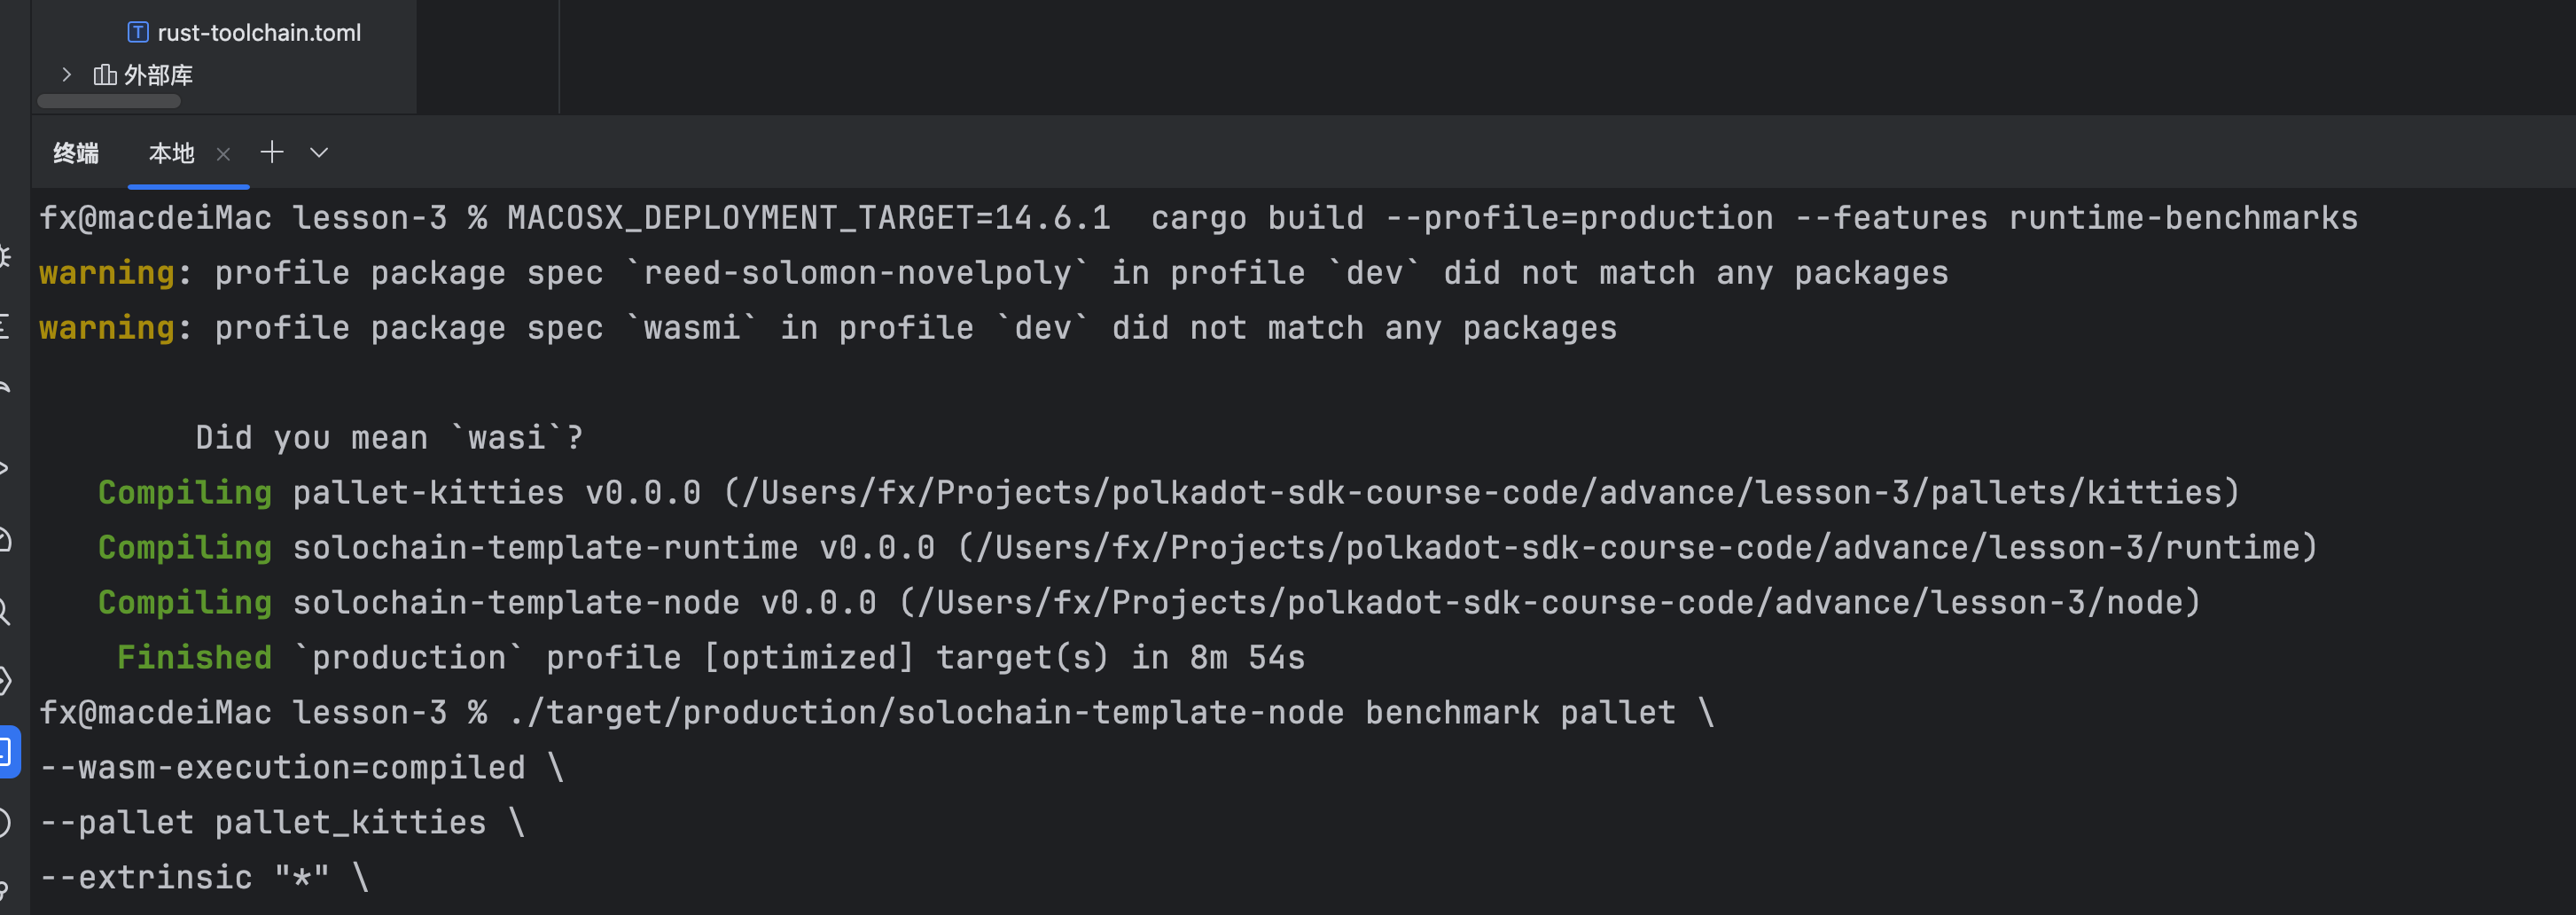 rust-toolchain.toml
外部库
终端 本地
fx@macdeiMac lesson-3 % MACOSX_DEPLOYMENT_TARGET=14.6.1  cargo build --profile=production --features runtime-benchmarks
warning: profile package spec `reed-solomon-novelpoly` in profile `dev` did not match any packages
warning: profile package spec `wasmi` in profile `dev` did not match any packages
Did you mean `wasi`?
Compiling pallet-kitties v0.0.0 (/Users/fx/Projects/polkadot-sdk-course-code/advance/lesson-3/pallets/kitties)
Compiling solochain-template-runtime v0.0.0 (/Users/fx/Projects/polkadot-sdk-course-code/advance/lesson-3/runtime)
Compiling solochain-template-node v0.0.0 (/Users/fx/Projects/polkadot-sdk-course-code/advance/lesson-3/node)
Finished `production` profile [optimized] target(s) in 8m 54s
fx@macdeiMac lesson-3 % ./target/production/solochain-template-node benchmark pallet \
--wasm-execution=compiled \
--pallet pallet_kitties \
--extrinsic "*" \